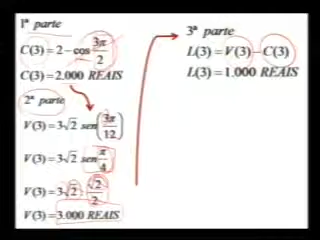 1ª parte
C(3) = 2 – cos 3π/2
C(3) = 2.000 REAIS
2ª parte
V(3) = 3√2 sen(3π/12)
V(3) = 3√2 sen π/4
V(3) = 3√2 · √2/2
V(3) = 3.000 REAIS
3ª parte
L(3) = V(3) – C(3)
L(3) = 1.000 REAIS